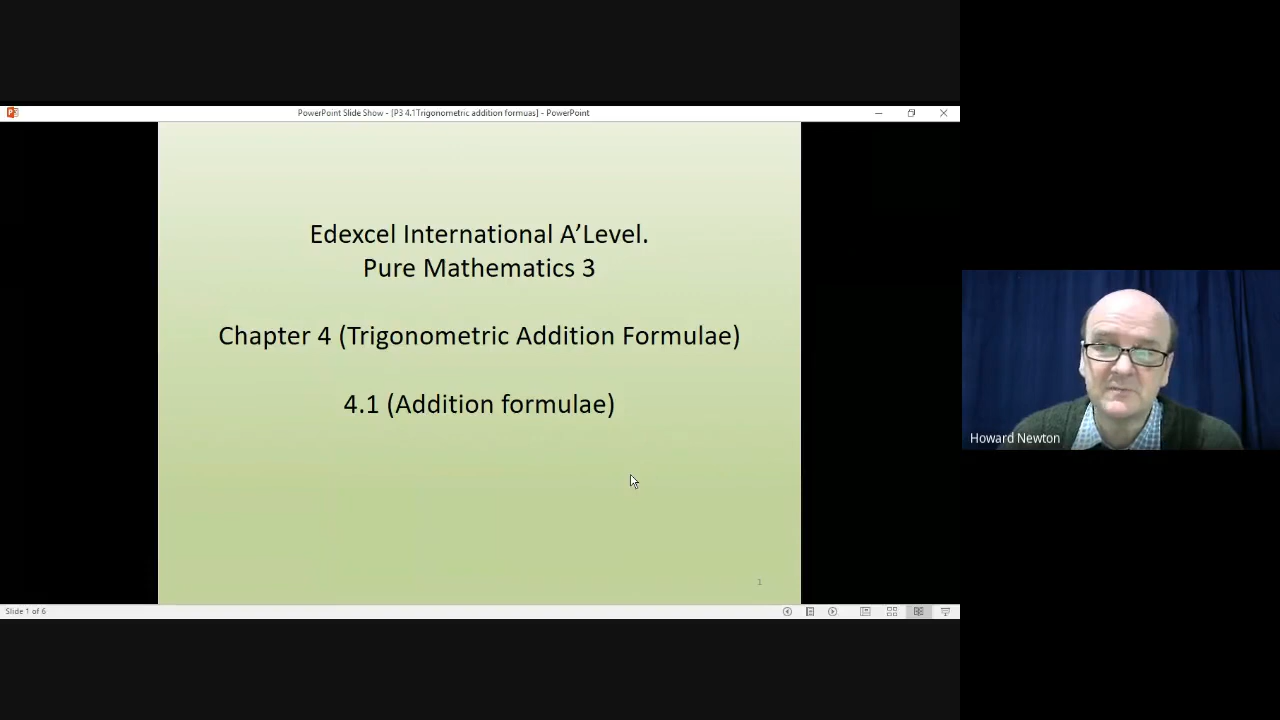 PowerPoint Slide Show - [P3 4.1Trigonometric addition formuas] - PowerPoint
Edexcel International A’Level.
Pure Mathematics 3
Chapter 4 (Trigonometric Addition Formulae)
4.1 (Addition formulae)
Howard Newton
1
Slide 1 of 6